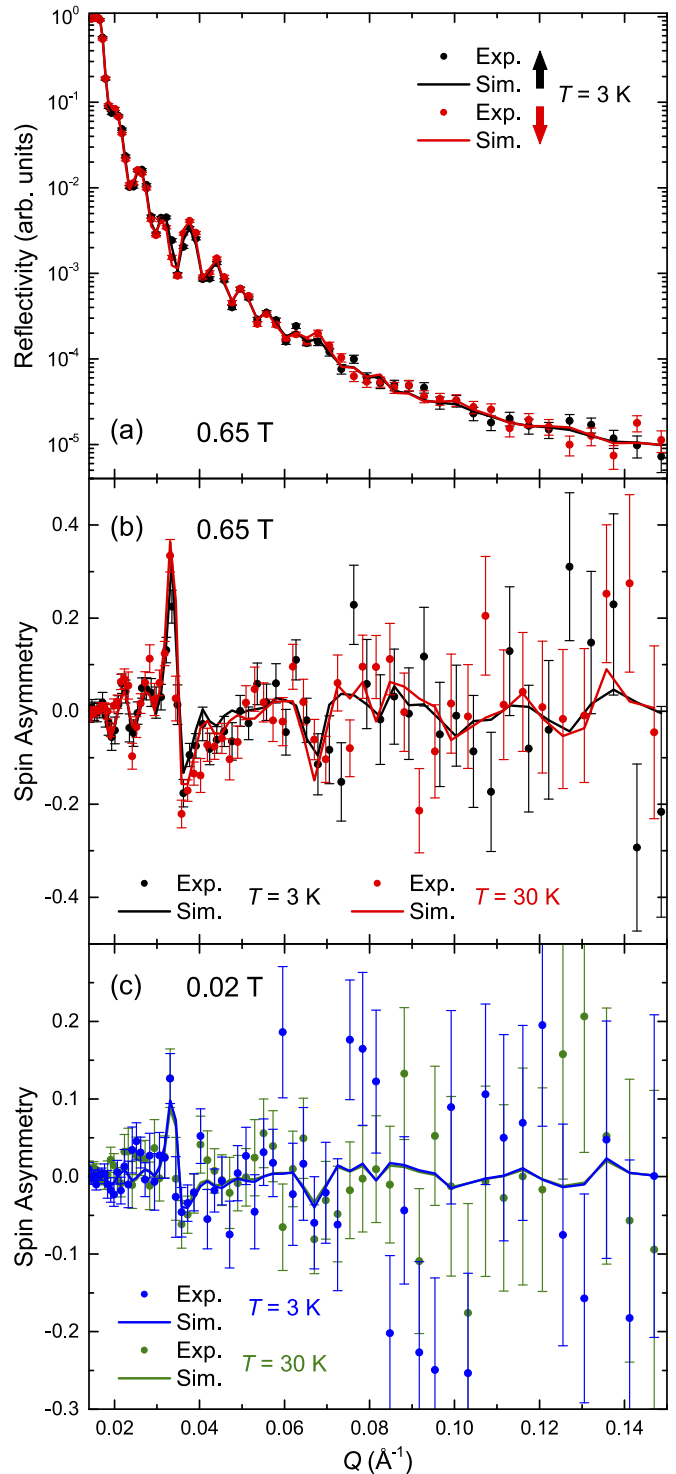 10⁰
10⁻¹
10⁻²
10⁻³
10⁻⁴
10⁻⁵
Reflectivity (arb. units)
Exp.
Sim.
Exp.
Sim.
T = 3 K
(a) 0.65 T
0.4
0.2
0.0
-0.2
-0.4
Spin Asymmetry
(b) 0.65 T
Exp.
Sim.
T = 3 K
Exp.
Sim.
T = 30 K
0.2
0.1
0.0
-0.1
-0.2
-0.3
Spin Asymmetry
(c) 0.02 T
Exp.
Sim.
T = 3 K
Exp.
Sim.
T = 30 K
0.02 0.04 0.06 0.08 0.10 0.12 0.14
Q (Å⁻¹)